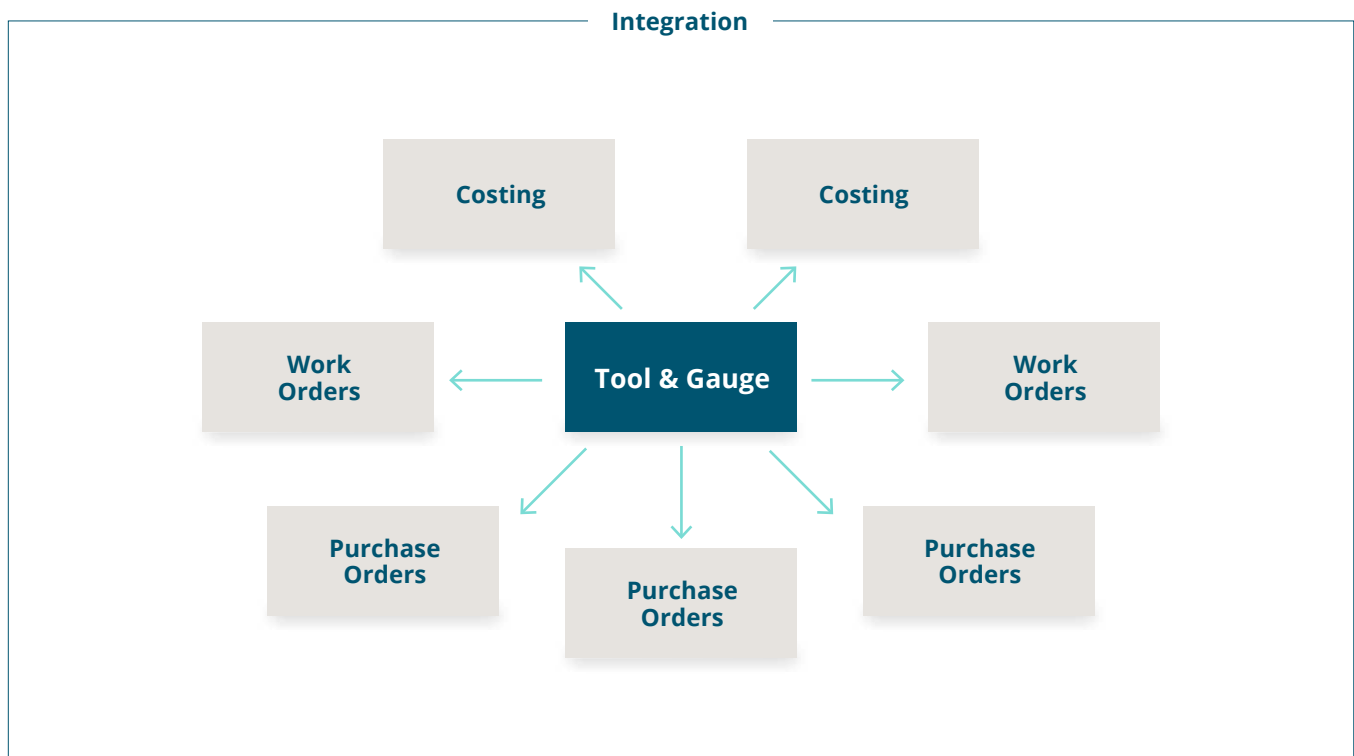 Integration
Costing
Costing
Work
Orders
Tool & Gauge
Work
Orders
Purchase
Orders
Purchase
Orders
Purchase
Orders